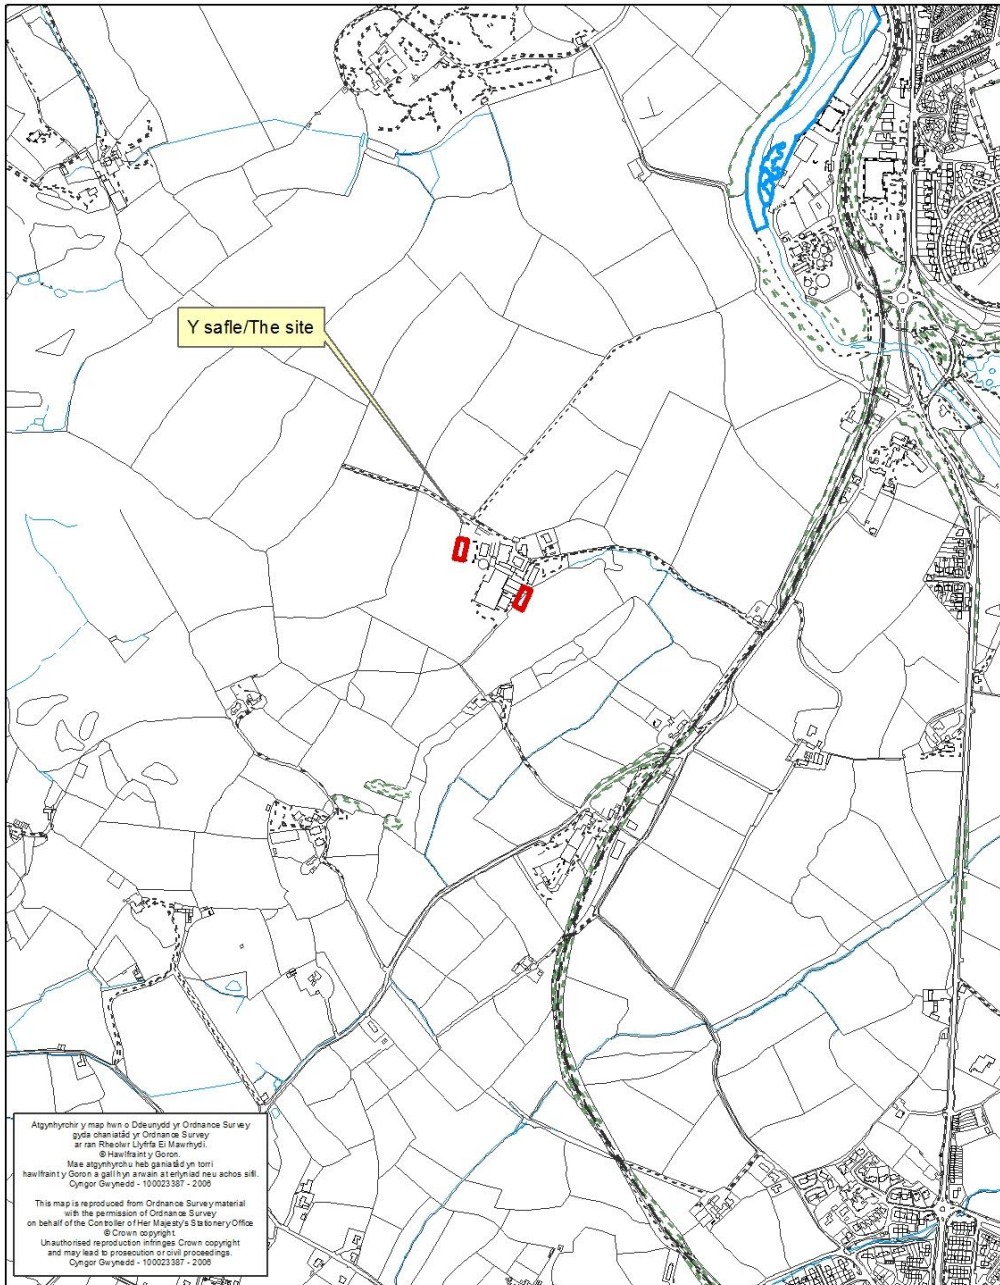 Y safle/The site
Atgynhyrchir y map hwn o Ddeunydd yr Ordnance Survey
gyda chaniatâd yr Ordnance Survey
ar ran Rheolwr Llyfrfa Ei Mawrhydi.
© Hawlfraint y Goron.
Mae atgynhyrchu heb ganiatâd yn torri
hawlfraint y Goron a gall hyn arwain at erlyniad neu achos sifil.
Cyngor Gwynedd - 100023387 - 2006
This map is reproduced from Ordnance Survey material
with the permission of Ordnance Survey
on behalf of the Controller of Her Majesty's Stationery Office
© Crown copyright.
Unauthorised reproduction infringes Crown copyright
and may lead to prosecution or civil proceedings.
Cyngor Gwynedd - 100023387 - 2006